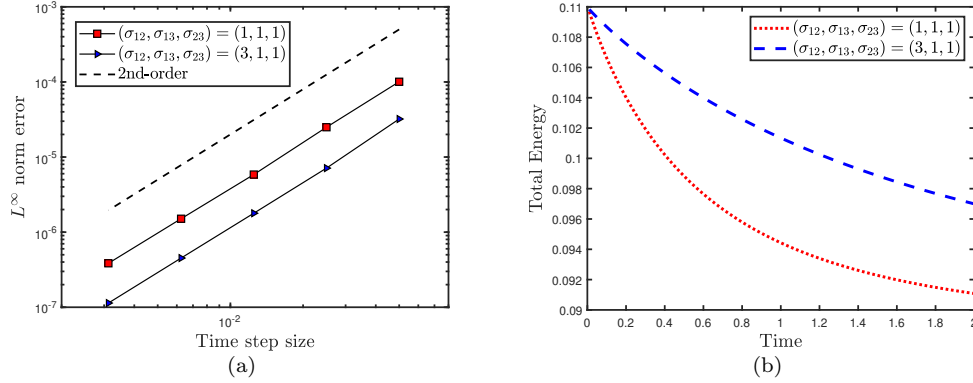 (σ₁₂, σ₁₃, σ₂₃) = (1, 1, 1)
(σ₁₂, σ₁₃, σ₂₃) = (3, 1, 1)
2nd-order
10⁻³
10⁻⁴
10⁻⁵
10⁻⁶
10⁻⁷
L^∞ norm error
10⁻²
Time step size
(a)
(σ₁₂, σ₁₃, σ₂₃) = (1, 1, 1)
(σ₁₂, σ₁₃, σ₂₃) = (3, 1, 1)
0.11
0.108
0.106
0.104
0.102
0.1
0.098
0.096
0.094
0.092
0.09
Total Energy
0 0.2 0.4 0.6 0.8 1 1.2 1.4 1.6 1.8 2
Time
(b)